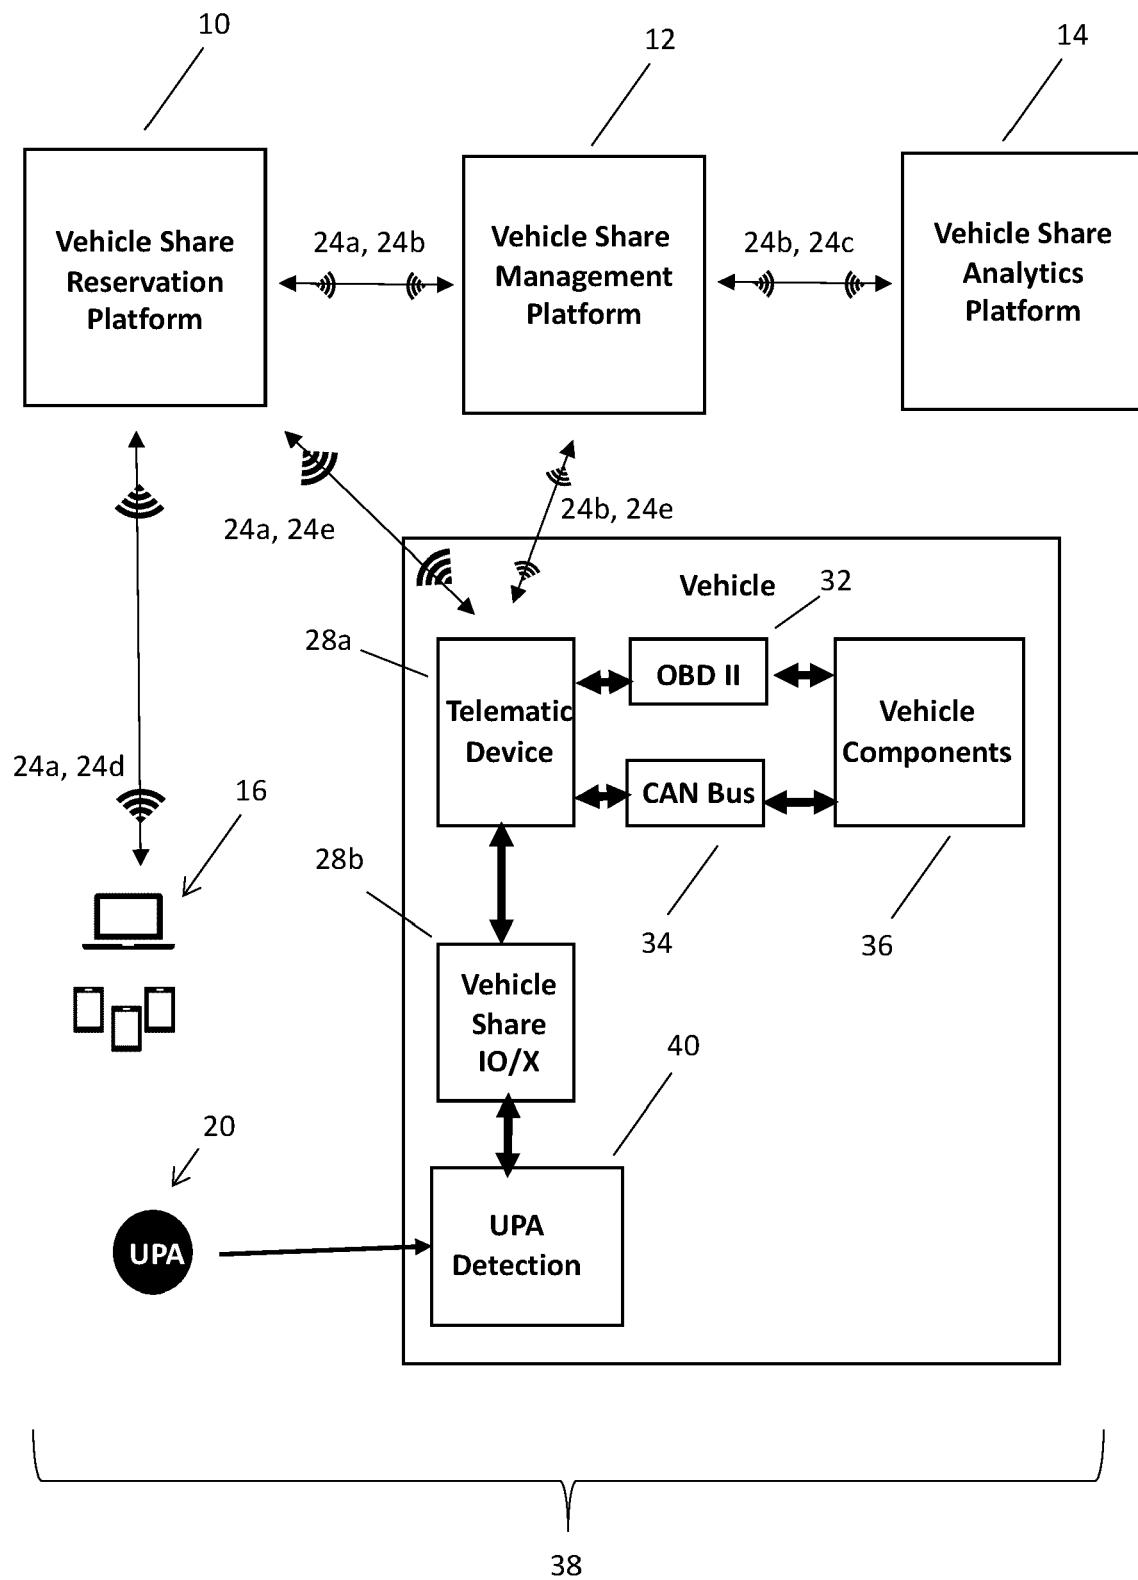 10
12
14
Vehicle Share
Reservation
Platform
24a, 24b
Vehicle Share
Management
Platform
24b, 24c
Vehicle Share
Analytics
Platform
24a, 24e
24b, 24e
24a, 24d
16
Vehicle
32
28a
Telematic
Device
OBD II
CAN Bus
Vehicle
Components
28b
34
36
Vehicle
Share
IO/X
40
20
UPA
UPA
Detection
38